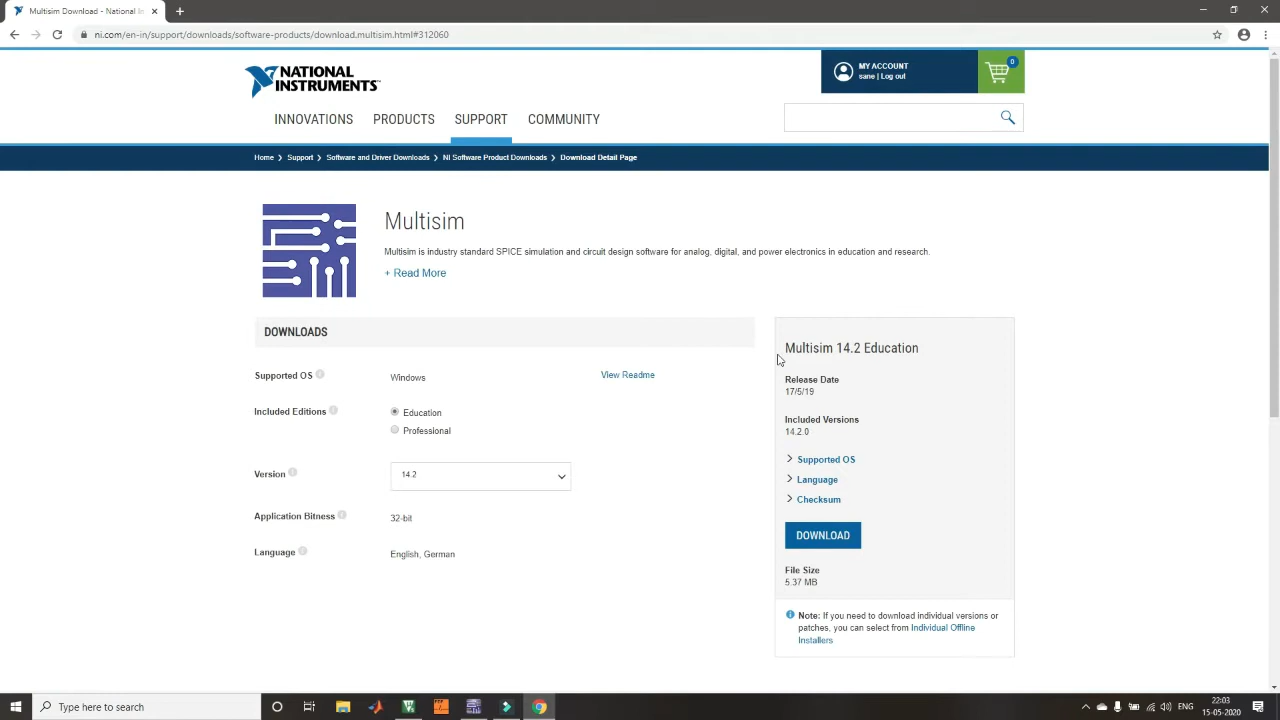 Multisim Download - National In
ni.com/en-in/support/downloads/software-products/download.multisim.html#312060
NATIONAL
INSTRUMENTS
MY ACCOUNT
sane | Log out
0
INNOVATIONS PRODUCTS SUPPORT COMMUNITY
Home > Support > Software and Driver Downloads > NI Software Product Downloads > Download Detail Page
Multisim
Multisim is industry standard SPICE simulation and circuit design software for analog, digital, and power electronics in education and research.
+ Read More
DOWNLOADS
Supported OS Windows View Readme
Included Editions Education
Professional
Version 14.2
Application Bitness 32-bit
Language English, German
Multisim 14.2 Education
Release Date
17/5/19
Included Versions
14.2.0
Supported OS
Language
Checksum
DOWNLOAD
File Size
5.37 MB
Note: If you need to download individual versions or
patches, you can select from Individual Offline
Installers
Type here to search
22:03
15-05-2020